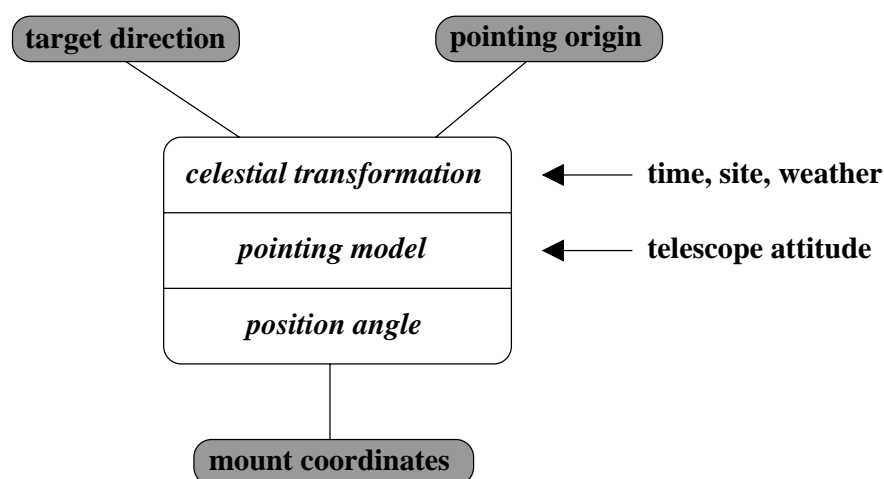 target direction
pointing origin
celestial transformation
time, site, weather
pointing model
telescope attitude
position angle
mount coordinates